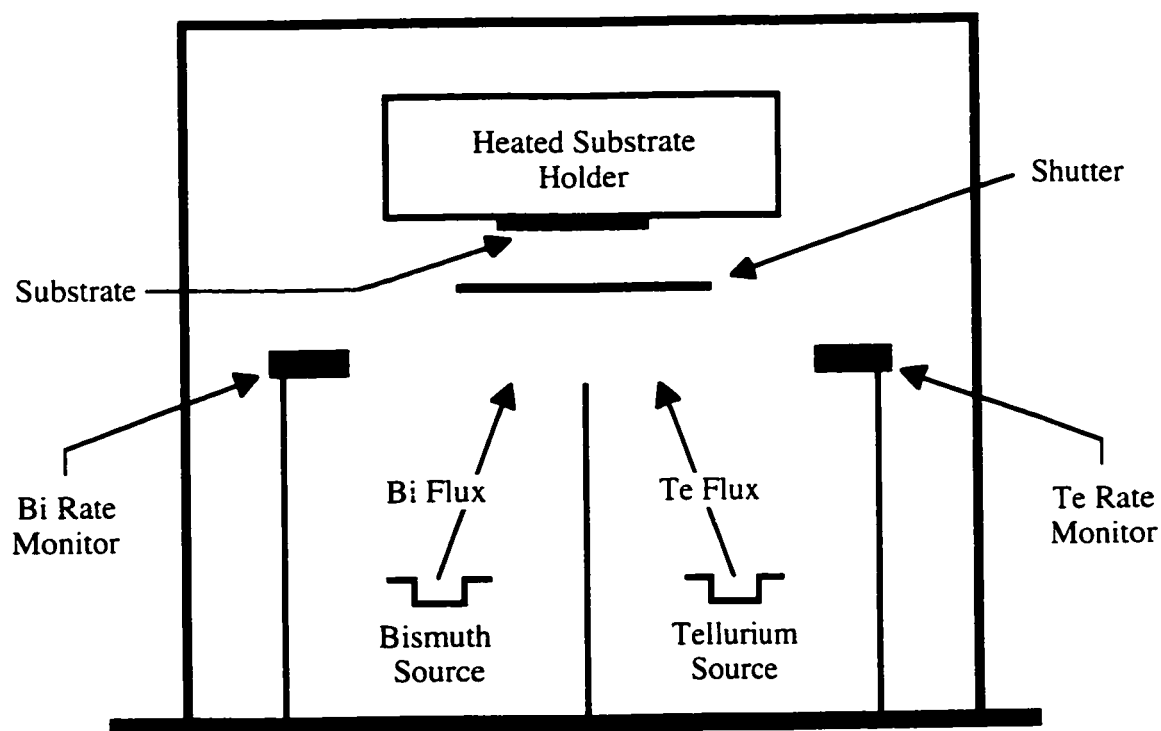 Heated Substrate
Holder
Shutter
Substrate
Bi Flux
Te Flux
Bi Rate
Monitor
Te Rate
Monitor
Bismuth
Source
Tellurium
Source